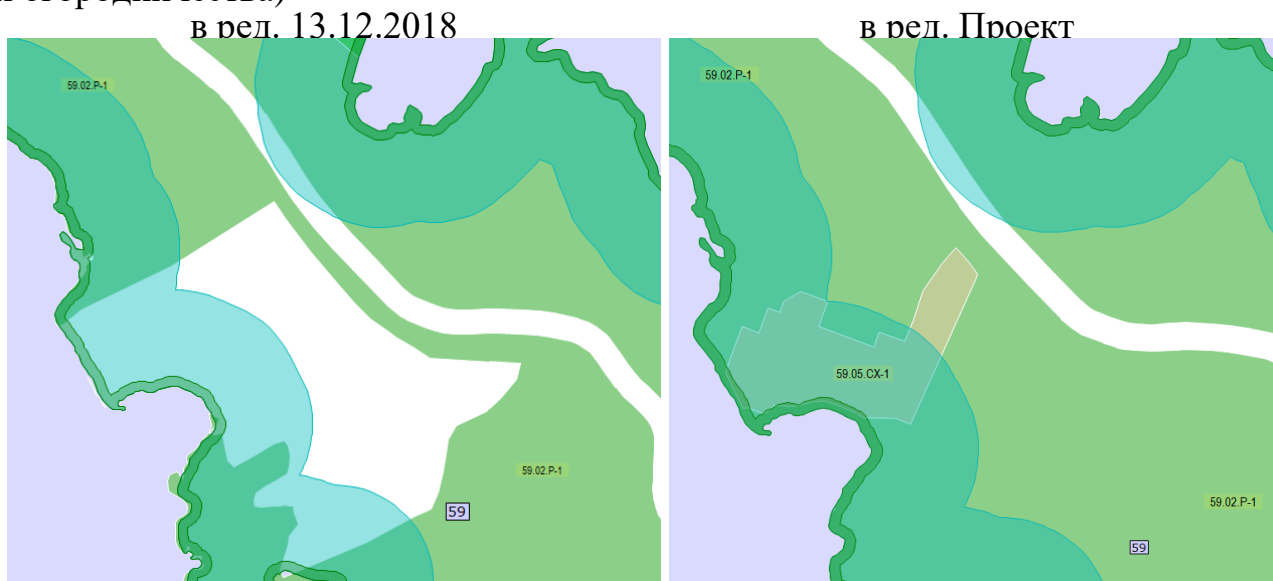 и огородничества)
в ред. 13.12.2018
в ред. Проект
59.02.Р-1
59.02.Р-1
59
59.02.Р-1
59.05.СХ-1
59.02.Р-1
59